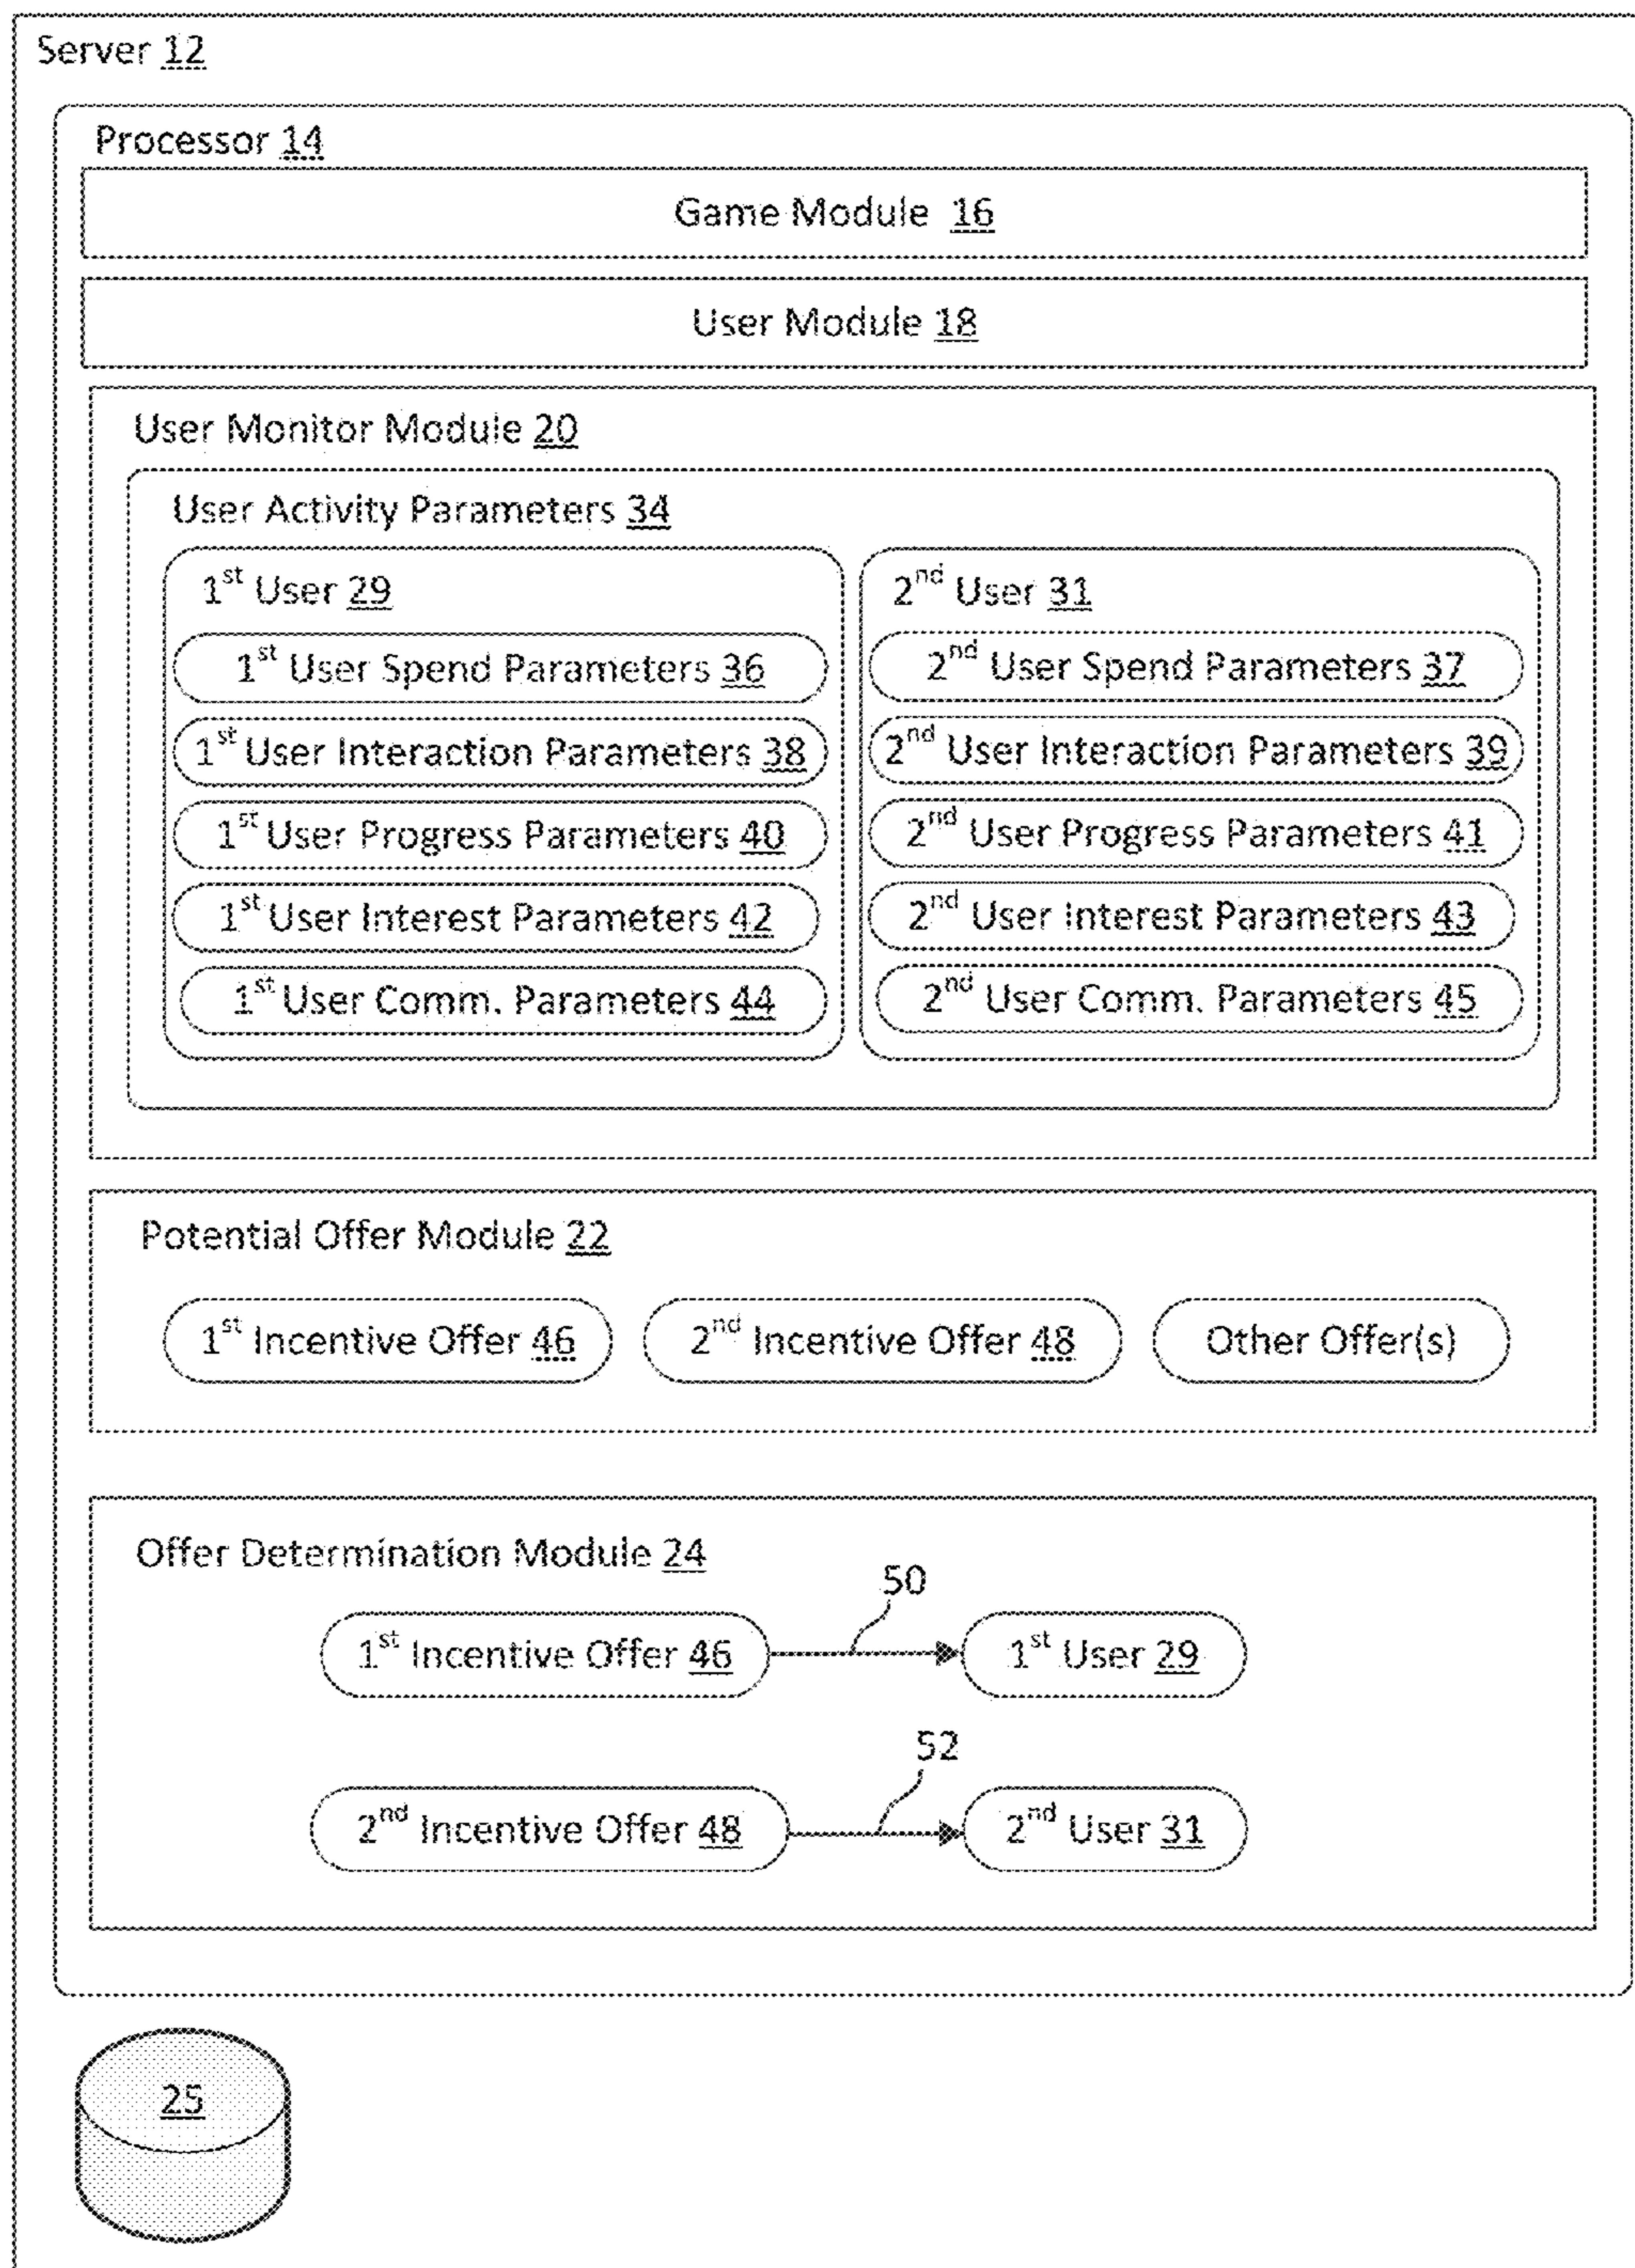 Server 12
Processor 14
Game Module 16
User Module 18
User Monitor Module 20
User Activity Parameters 34
1st User 29
1st User Spend Parameters 36
1st User Interaction Parameters 38
1st User Progress Parameters 40
1st User Interest Parameters 42
1st User Comm. Parameters 44
2nd User 31
2nd User Spend Parameters 37
2nd User Interaction Parameters 39
2nd User Progress Parameters 41
2nd User Interest Parameters 43
2nd User Comm. Parameters 45
Potential Offer Module 22
1st Incentive Offer 46
2nd Incentive Offer 48
Other Offer(s)
Offer Determination Module 24
50
1st Incentive Offer 46
1st User 29
52
2nd Incentive Offer 48
2nd User 31
25